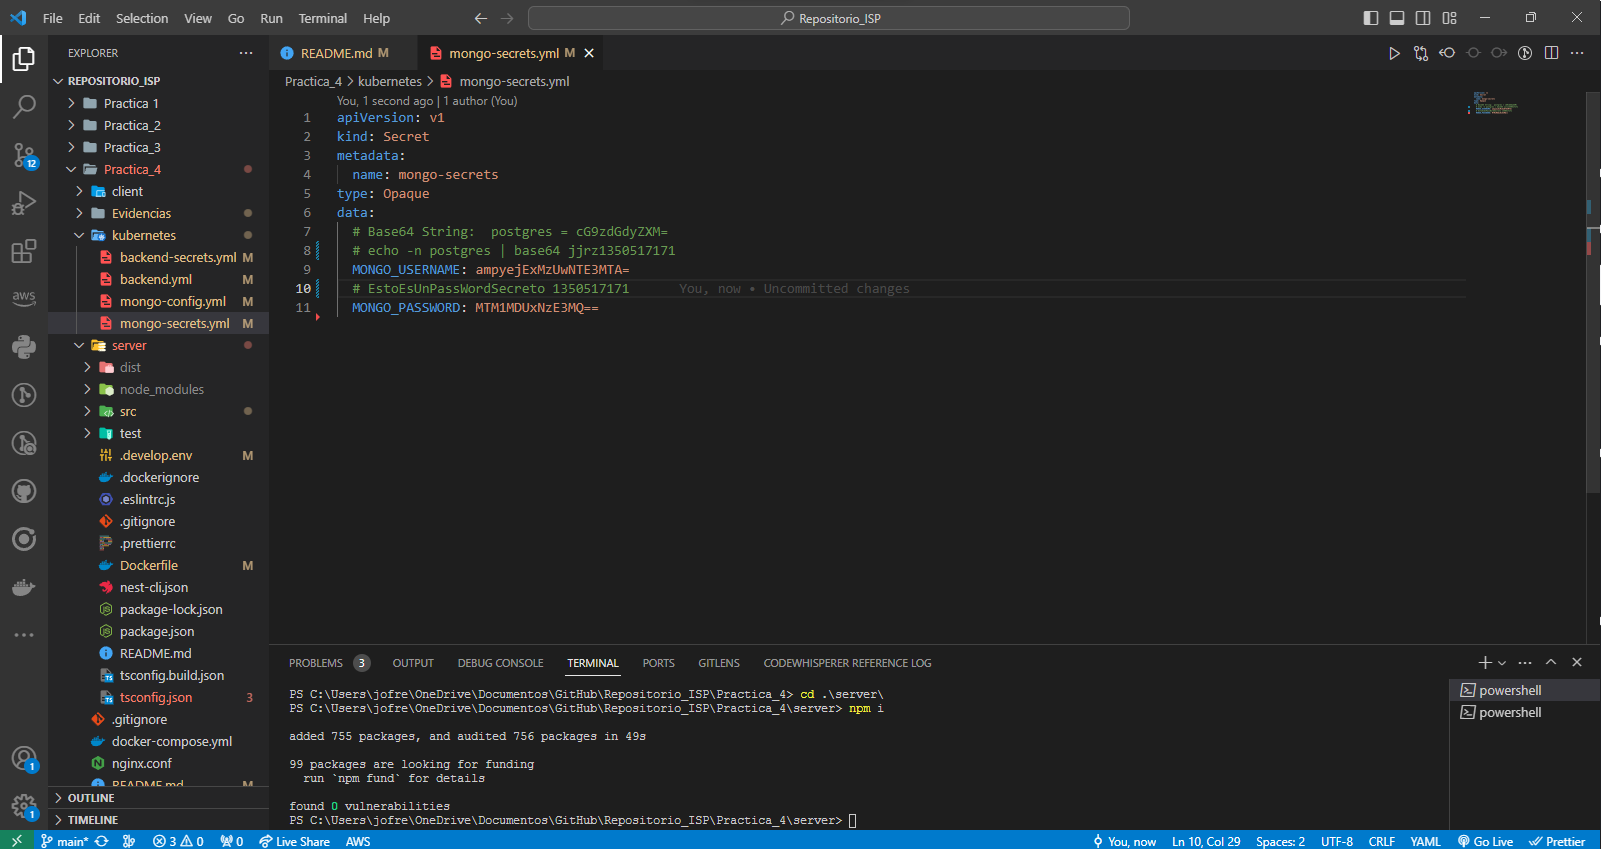 File Edit Selection View Go Run Terminal Help
Repositorio_ISP
EXPLORER
REPOSITORIO_ISP
Practica 1
Practica_2
Practica_3
Practica_4
client
Evidencias
kubernetes
backend-secrets.yml M
backend.yml M
mongo-config.yml M
mongo-secrets.yml M
server
dist
node_modules
src
test
.develop.env M
.dockerignore
.eslintrc.js
.gitignore
.prettierrc
Dockerfile M
nest-cli.json
package-lock.json
package.json
README.md
tsconfig.build.json
tsconfig.json 3
.gitignore
docker-compose.yml
nginx.conf
README.md M
OUTLINE
TIMELINE
12
aws
1
1
README.md M
mongo-secrets.yml M
Practica_4 > kubernetes > mongo-secrets.yml
You, 1 second ago | 1 author (You)
1 apiVersion: v1
2 kind: Secret
3 metadata:
4 name: mongo-secrets
5 type: Opaque
6 data:
7 # Base64 String: postgres = cG9zdGdyZXM=
8 # echo -n postgres | base64 jjrz1350517171
9 MONGO_USERNAME: ampyejExMzUwNTE3MTA=
10 # EstoEsUnPassWordSecreto 1350517171 You, now • Uncommitted changes
11 MONGO_PASSWORD: MTM1MDUxNzE3MQ==
PROBLEMS 3 OUTPUT DEBUG CONSOLE TERMINAL PORTS GITLENS CODEWHISPERER REFERENCE LOG
PS C:\Users\jofre\OneDrive\Documentos\GitHub\Repositorio_ISP\Practica_4> cd .\server\
PS C:\Users\jofre\OneDrive\Documentos\GitHub\Repositorio_ISP\Practica_4\server> npm i
added 755 packages, and audited 756 packages in 49s
99 packages are looking for funding
run `npm fund` for details
found 0 vulnerabilities
PS C:\Users\jofre\OneDrive\Documentos\GitHub\Repositorio_ISP\Practica_4\server>
powershell
powershell
main* 3 0 0 Live Share AWS You, now Ln 10, Col 29 Spaces: 2 UTF-8 CRLF YAML Go Live Prettier